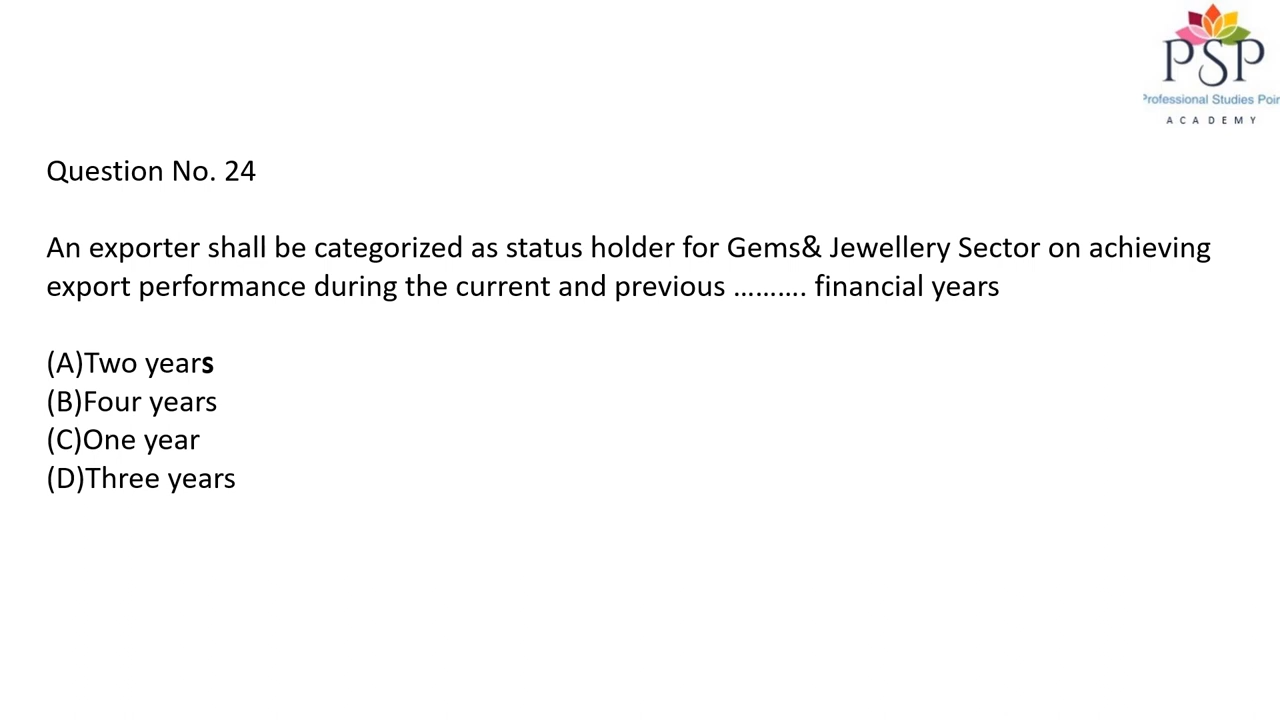 PSP
Professional Studies Poin
ACADEMY
Question No. 24
An exporter shall be categorized as status holder for Gems& Jewellery Sector on achieving
export performance during the current and previous .......... financial years
(A)Two years
(B)Four years
(C)One year
(D)Three years